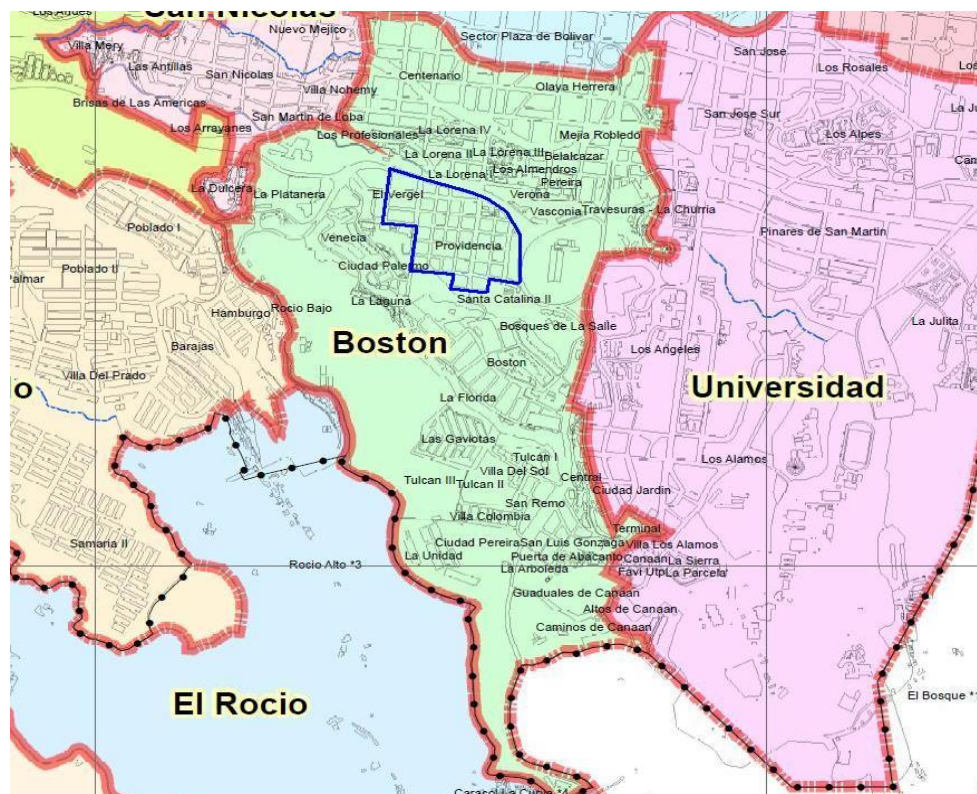 Los Andes
San Nicolas
Nuevo Mejico
Sector Plaza de Bolivar
Villa Mery
San Jose
Las Antillas
San Nicolas
Centenario
Los Rosales
Villa Nohemy
Olaya Herrera
Brisas de Las Americas
San Martin de Loba
San Jose Sur
Los Arrayanes
Los Profesionales
La Lorena IV
Mejia Robledo
Los Alpes
La Lorena II
La Lorena III
Belalcazar
La Lorena I
Los Almendros
La Dulcera
La Platanera
El Vergel
Verona
Pereira
Vasconia
Travesuras - La Churria
Poblado I
Venecia
Providencia
Pinares de San Martin
Poblado II
Ciudad Palermo
Palmar
La Laguna
Santa Catalina II
Hamburgo
Rocio Bajo
Bosques de La Salle
La Julita
Barajas
Boston
Los Angeles
Villa Del Prado
Boston
Universidad
o
La Florida
Las Gaviotas
Tulcan I
Los Alamos
Villa Del Sol
Tulcan III
Tulcan II
Central
Ciudad Jardin
San Remo
Villa Colombia
Terminal
Samaria II
Ciudad Pereira
San Luis Gonzaga
Villa Los Alamos
La Unidad
Puerta de Abacanto
Canaan
La Sierra
Rocio Alto *3
La Arboleda
Favi Utp
La Parcela
Guaduales de Canaan
Altos de Canaan
Caminos de Canaan
El Rocio
El Bosque *
Caracol La Curva *4